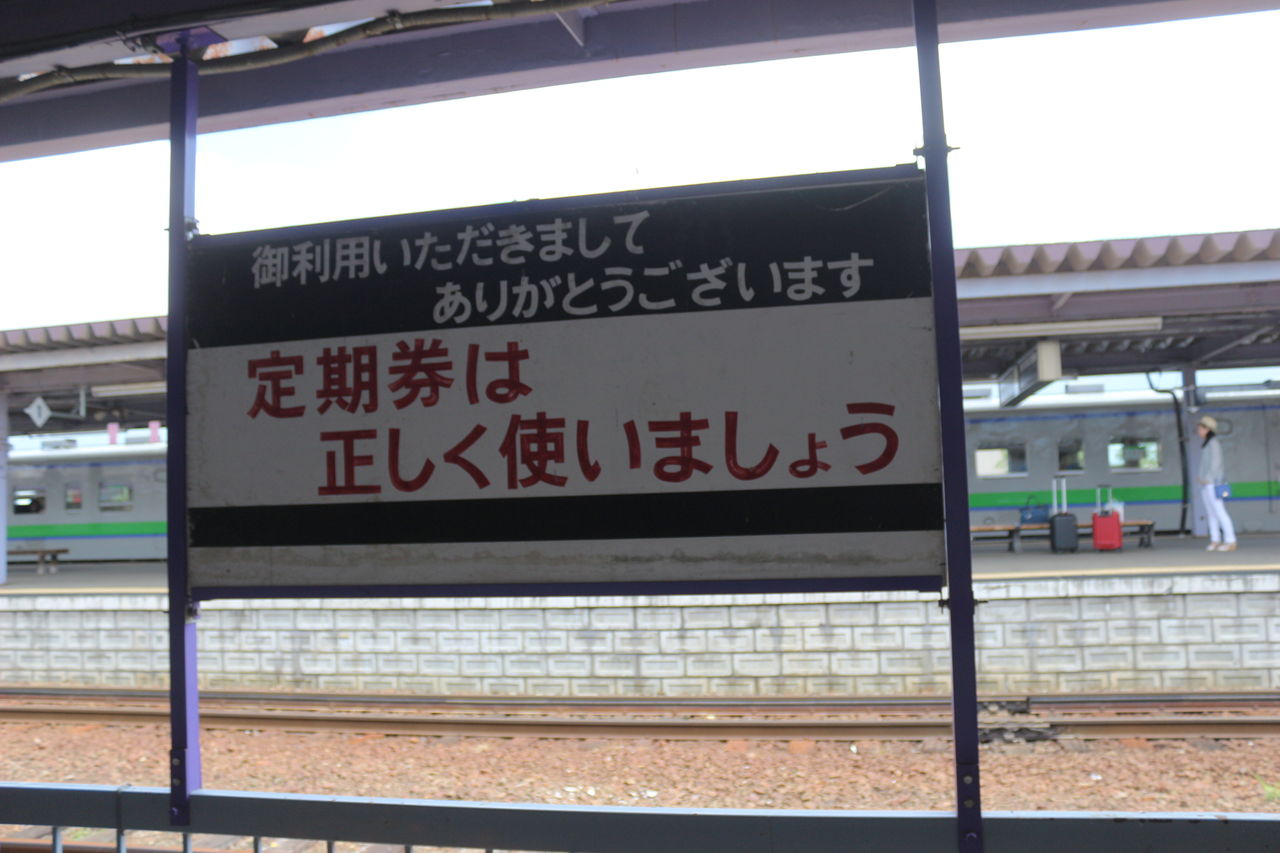 御利用いただきまして
ありがとうございます
定期券は
正しく使いましょう